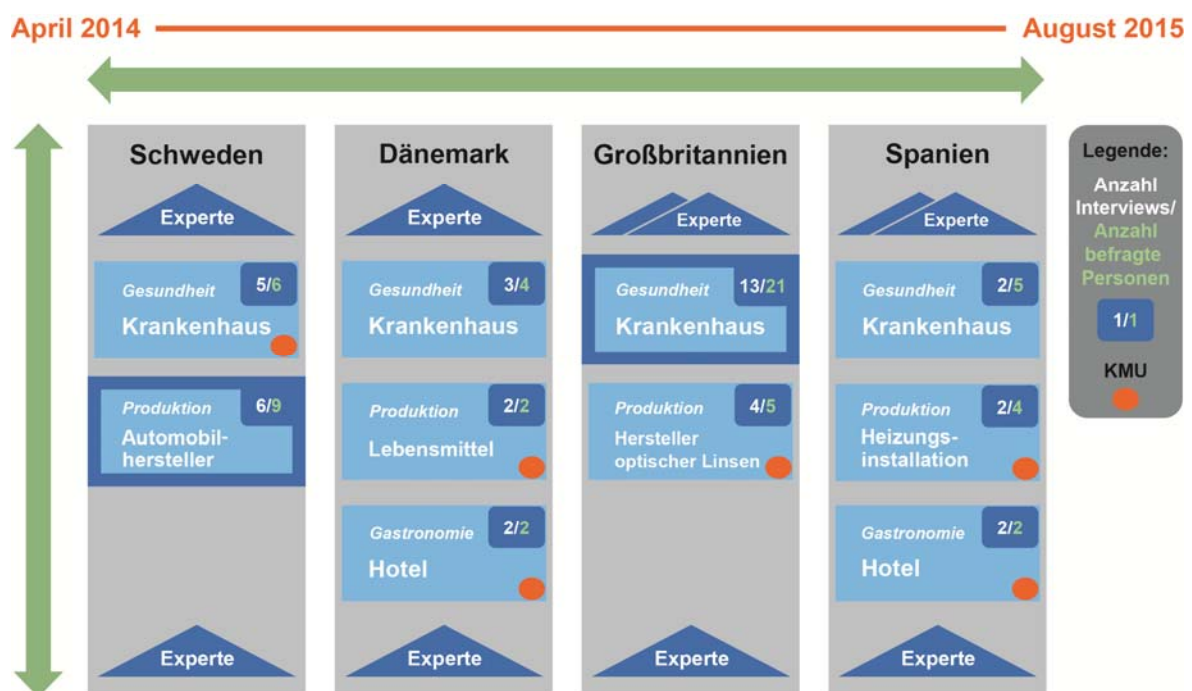 April 2014
August 2015
Schweden
Experte
Gesundheit
5/6
Krankenhaus
Produktion
6/9
Automobil-
hersteller
Experte
Dänemark
Experte
Gesundheit
3/4
Krankenhaus
Produktion
2/2
Lebensmittel
Gastronomie
2/2
Hotel
Experte
Großbritannien
Experte
Gesundheit
13/21
Krankenhaus
Produktion
4/5
Hersteller
optischer Linsen
Experte
Spanien
Experte
Gesundheit
2/5
Krankenhaus
Produktion
2/4
Heizungs-
installation
Gastronomie
2/2
Hotel
Experte
Legende:
Anzahl
Interviews/
Anzahl
befragte
Personen
1/1
KMU